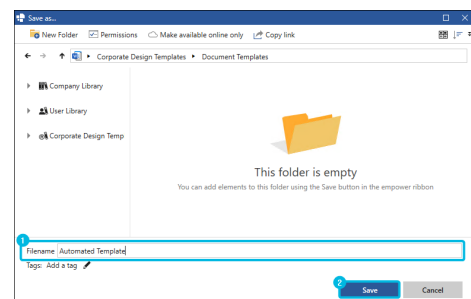 Save as...
New Folder Permissions Make available online only Copy link
Corporate Design Templates Document Templates
Company Library
User Library
Corporate Design Temp
This folder is empty
You can add elements to this folder using the Save button in the empower ribbon
1
Filename Automated Template
Tags: Add a tag
2
Save Cancel